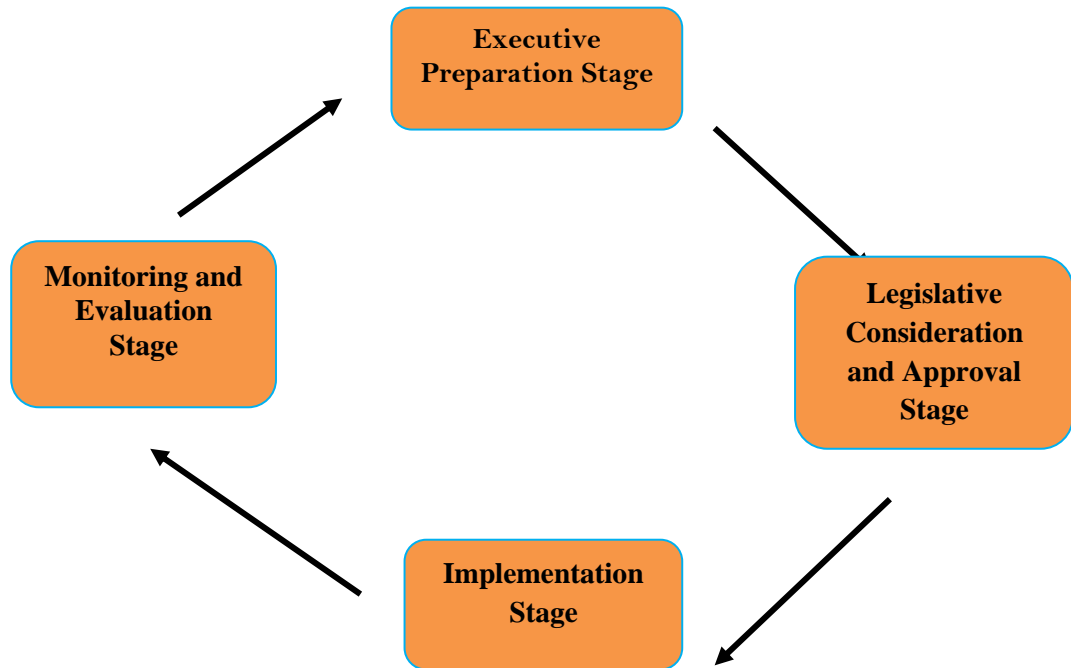 Executive
Preparation Stage
Monitoring and
Evaluation
Stage
Legislative
Consideration
and Approval
Stage
Implementation
Stage